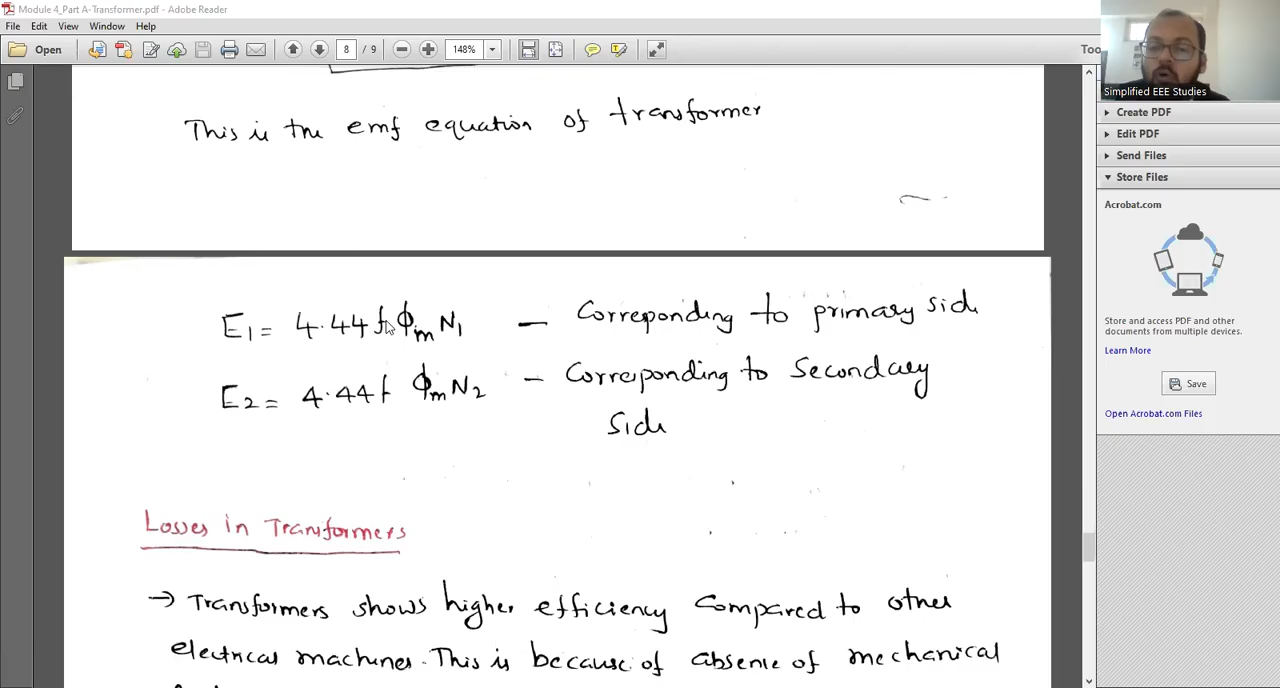 Module 4_Part A-Transformer.pdf - Adobe Reader
File Edit View Window Help
Open 8 / 9 148% Too
Simplified EEE Studies
This is the emf equation of transformer
E1 = 4.44 f ϕm N1 — Correponding to primary side
E2 = 4.44 f ϕm N2 – Corresponding to Secondary
Side
Losses in Transformers
→ Transformers shows higher efficiency compared to other
electrical machines. This is because of absence of mechanical
Create PDF
Edit PDF
Send Files
Store Files
Acrobat.com
Store and access PDF and other
documents from multiple devices.
Learn More
Save
Open Acrobat.com Files